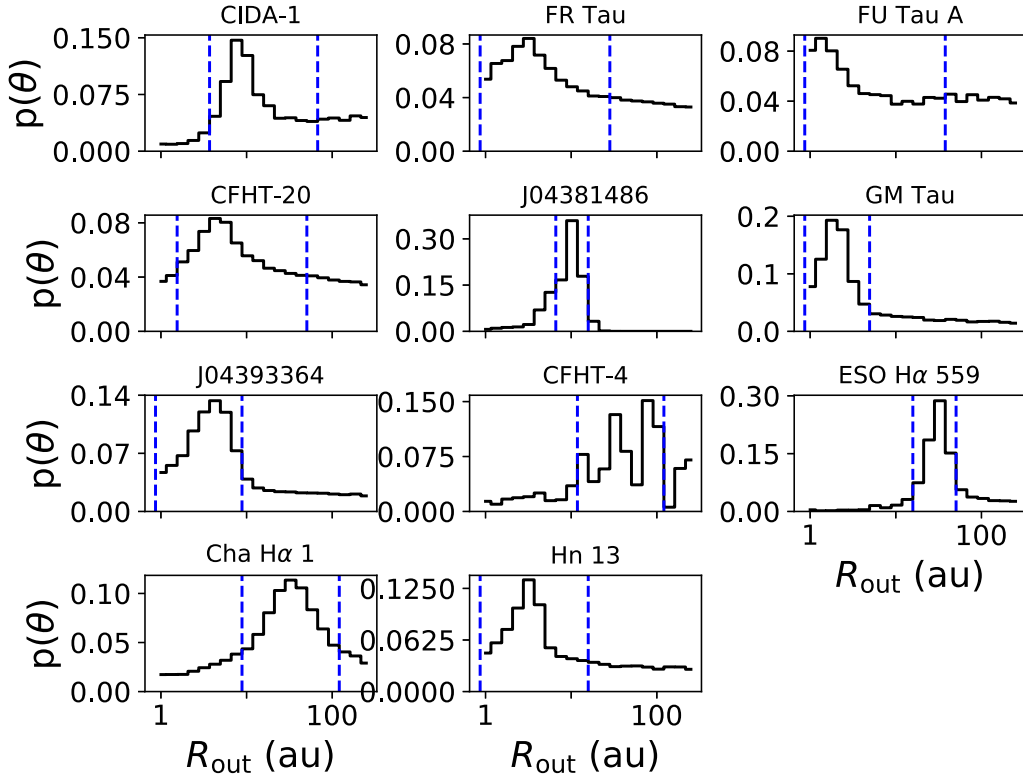 CIDA-1 FR Tau FU Tau A
p(θ) 0.150 0.075 0.000 0.08 0.04 0.00 0.08 0.04 0.00
CFHT-20 J04381486 GM Tau
p(θ) 0.08 0.04 0.00 0.30 0.15 0.00 0.2 0.1 0.0
J04393364 CFHT-4 ESO Hα 559
p(θ) 0.14 0.07 0.00 0.150 0.075 0.000 0.30 0.15 0.00
1 100
R_out (au)
Cha Hα 1 Hn 13
p(θ) 0.10 0.05 0.00 0.1250 0.0625 0.0000
1 100 1 100
R_out (au) R_out (au)